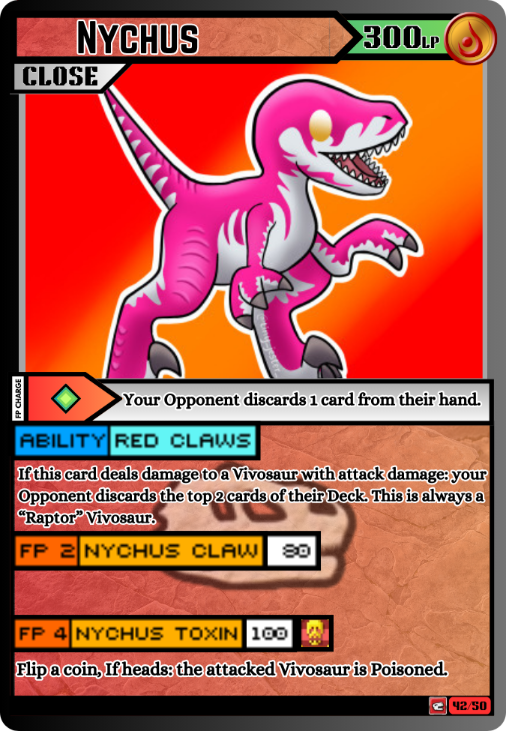 NYCHUS
300LP
CLOSE
FP CHARGE
Your Opponent discards 1 card from their hand.
ABILITY RED CLAWS
If this card deals damage to a Vivosaur with attack damage: your
Opponent discards the top 2 cards of their Deck. This is always a
“Raptor” Vivosaur.
FP 2 NYCHUS CLAW 80
FP 4 NYCHUS TOXIN 100
Flip a coin, If heads: the attacked Vivosaur is Poisoned.
42/50